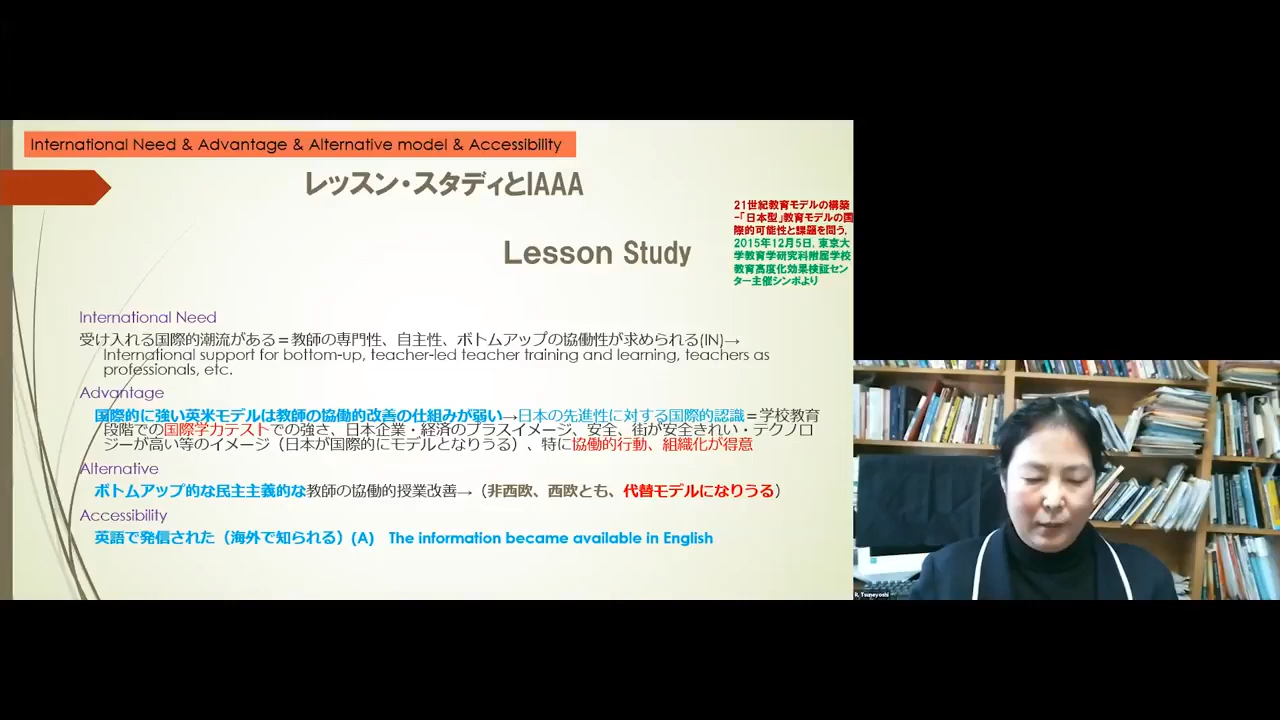 International Need & Advantage & Alternative model & Accessibility
レッスン・スタディとIAAA
21世紀教育モデルの構築
-「日本型」教育モデルの国
際的可能性と課題を問う,
2015年12月5日, 東京大
学教育学研究科附属学校
教育高度化効果検証セン
ター主催シンポより
Lesson Study
International Need
受け入れる国際的潮流がある＝教師の専門性、自主性、ボトムアップの協働性が求められる(IN)→
International support for bottom-up, teacher-led teacher training and learning, teachers as
professionals, etc.
Advantage
国際的に強い英米モデルは教師の協働的改善の仕組みが弱い→日本の先進性に対する国際的認識＝学校教育
段階での国際学力テストでの強さ、日本企業・経済のプラスイメージ、安全、街が安全きれい・テクノロ
ジーが高い等のイメージ（日本が国際的にモデルとなりうる）、特に協働的行動、組織化が得意
Alternative
ボトムアップ的な民主主義的な教師の協働的授業改善→（非西欧、西欧とも、代替モデルになりうる）
Accessibility
英語で発信された（海外で知られる）(A) The information became available in English
R, Tsuneyoshi